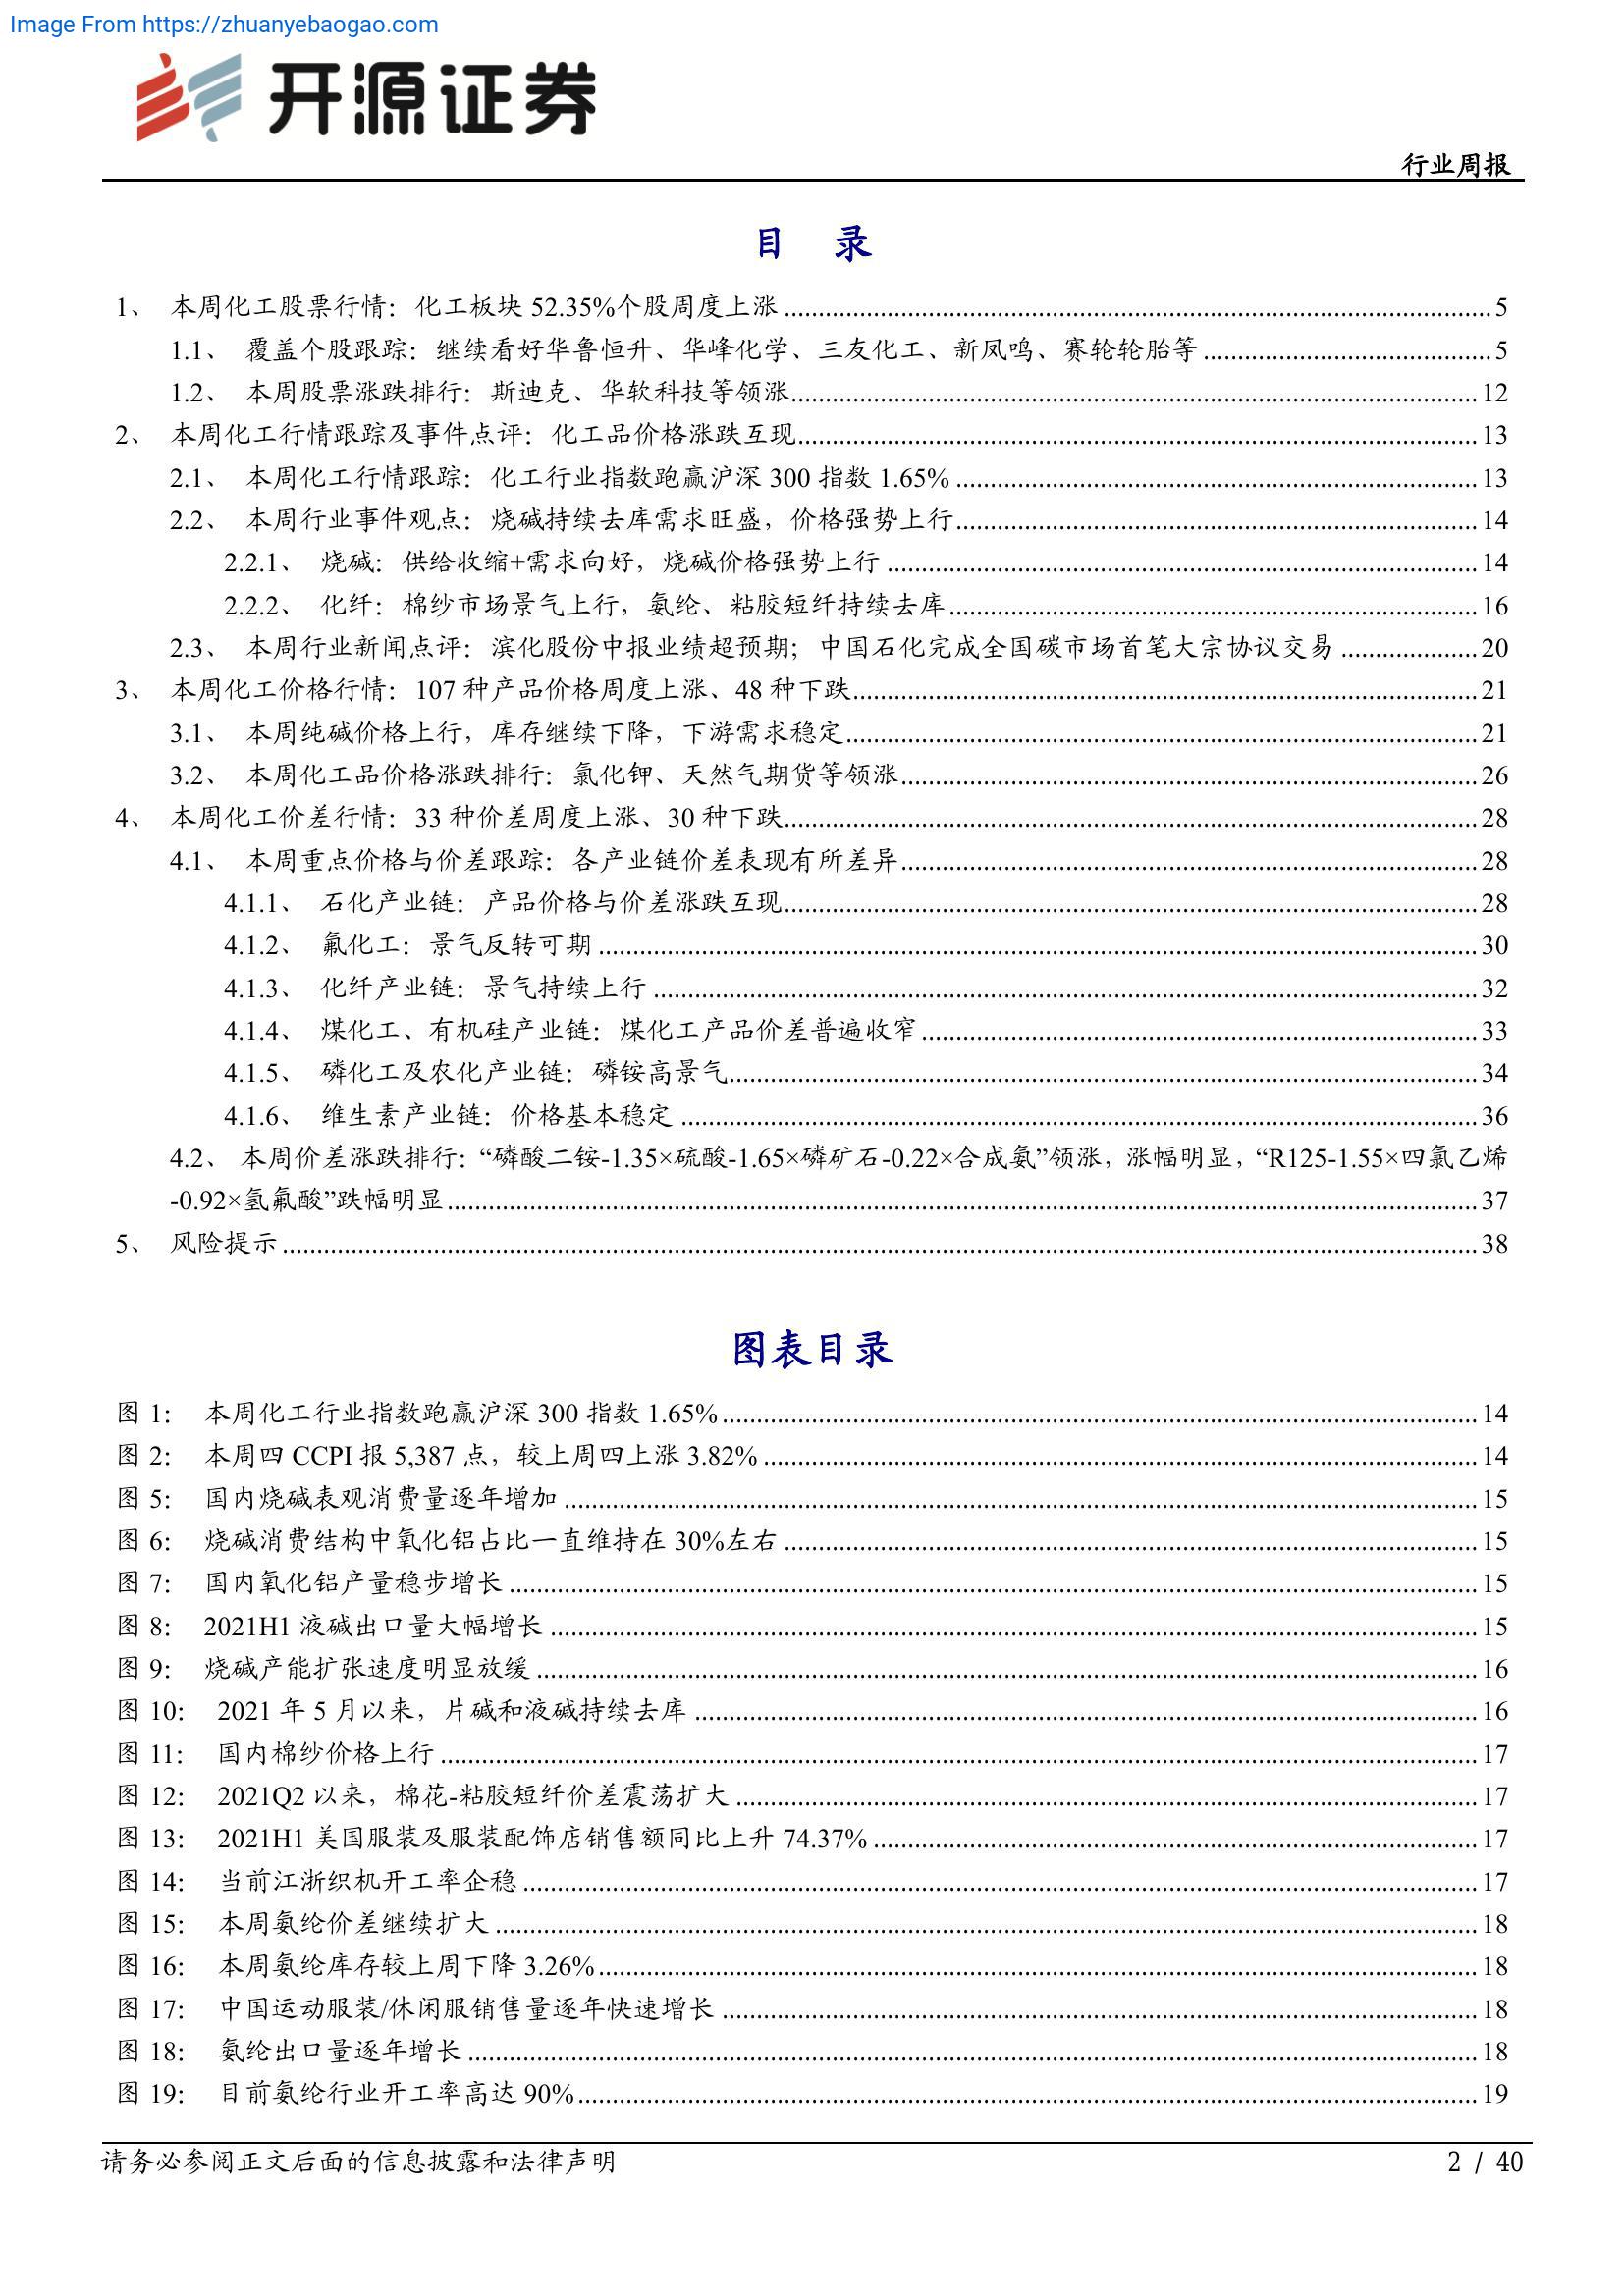 Image From https://zhuanyebaogao.com
开源证券
行业周报
目 录
1、 本周化工股票行情：化工板块 52.35%个股周度上涨 5
1.1、 覆盖个股跟踪：继续看好华鲁恒升、华峰化学、三友化工、新凤鸣、赛轮轮胎等 5
1.2、 本周股票涨跌排行：斯迪克、华软科技等领涨 12
2、 本周化工行情跟踪及事件点评：化工品价格涨跌互现 13
2.1、 本周化工行情跟踪：化工行业指数跑赢沪深 300 指数 1.65% 13
2.2、 本周行业事件观点：烧碱持续去库需求旺盛，价格强势上行 14
2.2.1、 烧碱：供给收缩+需求向好，烧碱价格强势上行 14
2.2.2、 化纤：棉纱市场景气上行，氨纶、粘胶短纤持续去库 16
2.3、 本周行业新闻点评：滨化股份中报业绩超预期；中国石化完成全国碳市场首笔大宗协议交易 20
3、 本周化工价格行情：107 种产品价格周度上涨、48 种下跌 21
3.1、 本周纯碱价格上行，库存继续下降，下游需求稳定 21
3.2、 本周化工品价格涨跌排行：氯化钾、天然气期货等领涨 26
4、 本周化工价差行情：33 种价差周度上涨、30 种下跌 28
4.1、 本周重点价格与价差跟踪：各产业链价差表现有所差异 28
4.1.1、 石化产业链：产品价格与价差涨跌互现 28
4.1.2、 氟化工：景气反转可期 30
4.1.3、 化纤产业链：景气持续上行 32
4.1.4、 煤化工、有机硅产业链：煤化工产品价差普遍收窄 33
4.1.5、 磷化工及农化产业链：磷铵高景气 34
4.1.6、 维生素产业链：价格基本稳定 36
4.2、 本周价差涨跌排行：“磷酸二铵-1.35×硫酸-1.65×磷矿石-0.22×合成氨”领涨，涨幅明显，“R125-1.55×四氯乙烯
-0.92×氢氟酸”跌幅明显 37
5、 风险提示 38
图表目录
图 1： 本周化工行业指数跑赢沪深 300 指数 1.65% 14
图 2： 本周四 CCPI 报 5,387 点，较上周四上涨 3.82% 14
图 5： 国内烧碱表观消费量逐年增加 15
图 6： 烧碱消费结构中氧化铝占比一直维持在 30%左右 15
图 7： 国内氧化铝产量稳步增长 15
图 8： 2021H1 液碱出口量大幅增长 15
图 9： 烧碱产能扩张速度明显放缓 16
图 10： 2021 年 5 月以来，片碱和液碱持续去库 16
图 11： 国内棉纱价格上行 17
图 12： 2021Q2 以来，棉花-粘胶短纤价差震荡扩大 17
图 13： 2021H1 美国服装及服装配饰店销售额同比上升 74.37% 17
图 14： 当前江浙织机开工率企稳 17
图 15： 本周氨纶价差继续扩大 18
图 16： 本周氨纶库存较上周下降 3.26% 18
图 17： 中国运动服装/休闲服销售量逐年快速增长 18
图 18： 氨纶出口量逐年增长 18
图 19： 目前氨纶行业开工率高达 90% 19
请务必参阅正文后面的信息披露和法律声明 2 / 40